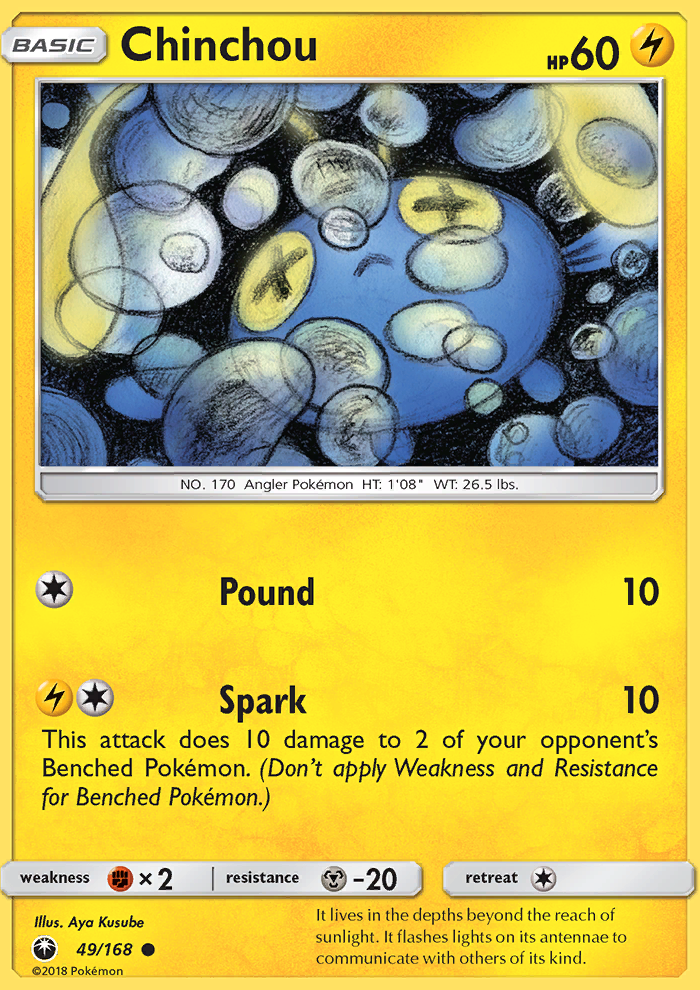 BASIC Chinchou HP60
NO. 170 Angler Pokémon HT: 1'08" WT: 26.5 lbs.
Pound 10
Spark 10
This attack does 10 damage to 2 of your opponent's
Benched Pokémon. (Don't apply Weakness and Resistance
for Benched Pokémon.)
weakness ×2 resistance -20 retreat
Illus. Aya Kusube
49/168
©2018 Pokémon
It lives in the depths beyond the reach of
sunlight. It flashes lights on its antennae to
communicate with others of its kind.